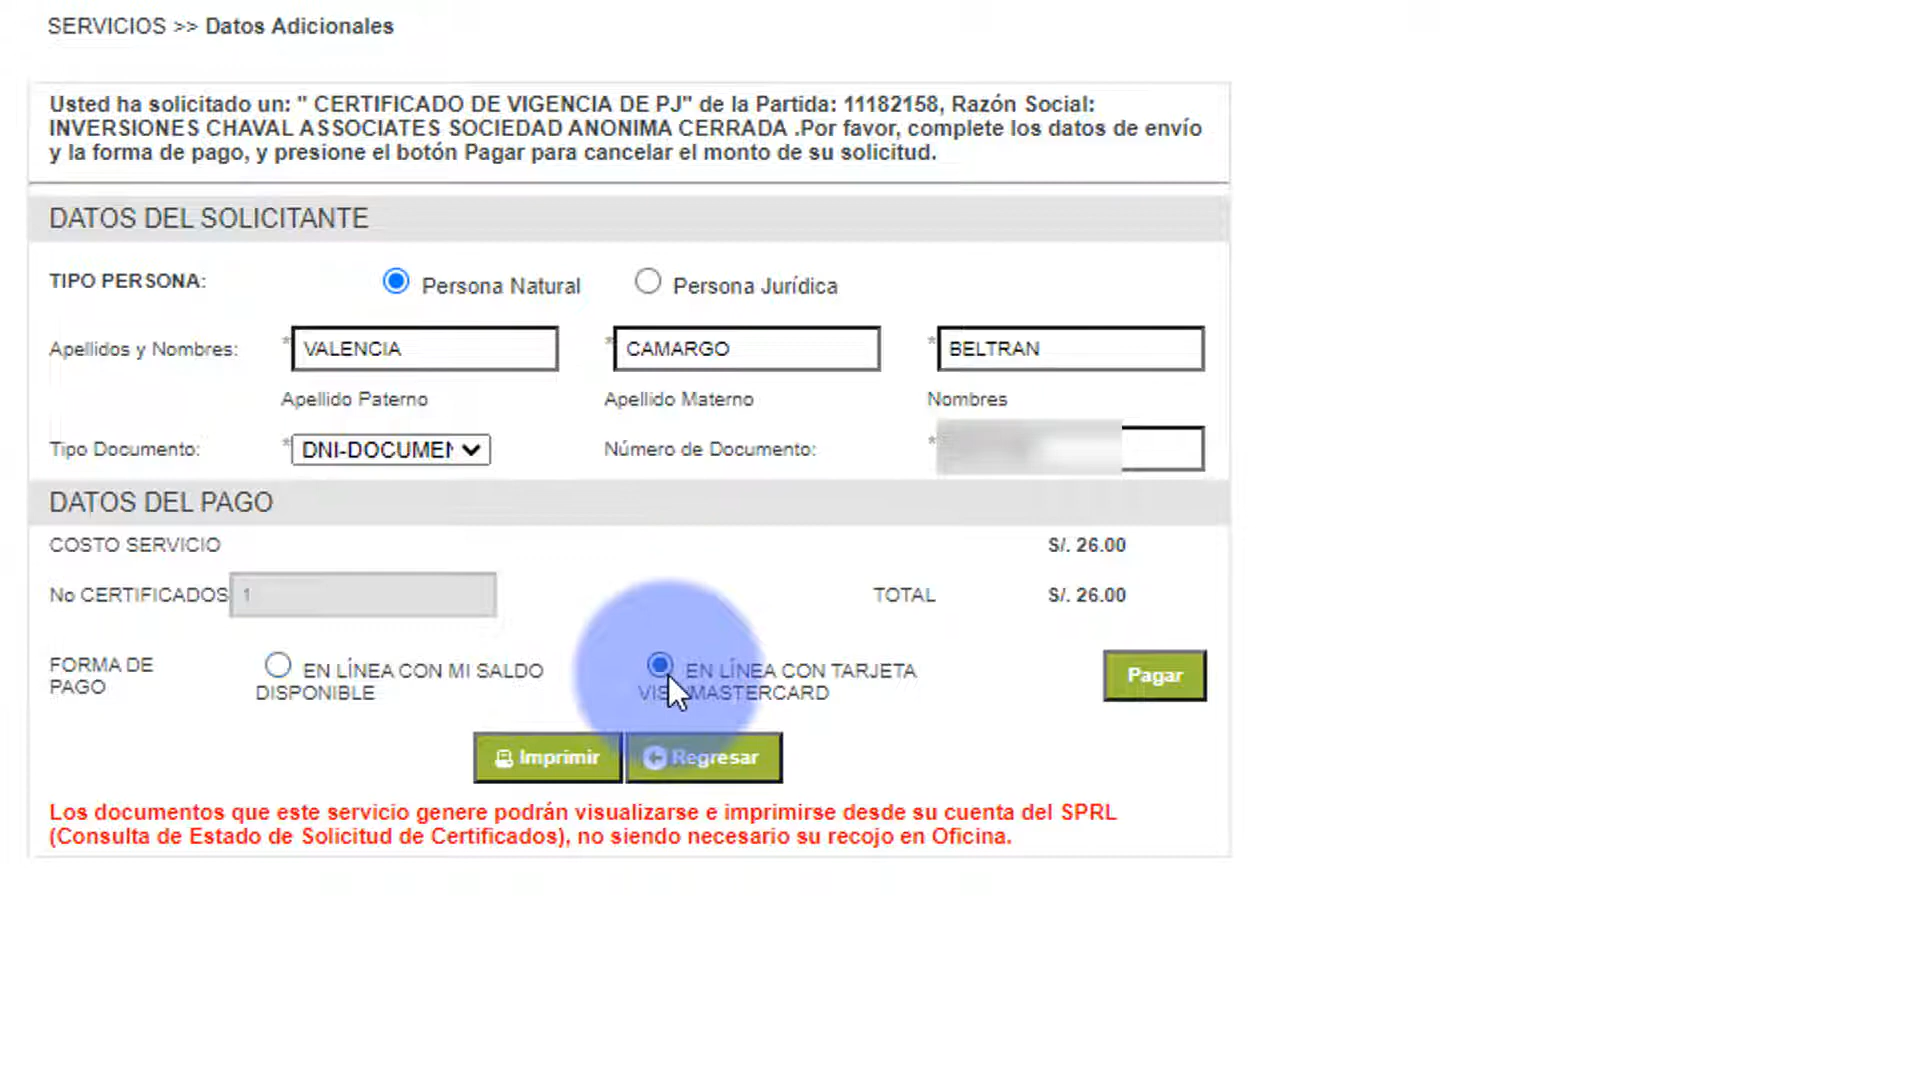 SERVICIOS >> Datos Adicionales
Usted ha solicitado un: " CERTIFICADO DE VIGENCIA DE PJ" de la Partida: 11182158, Razón Social:
INVERSIONES CHAVAL ASSOCIATES SOCIEDAD ANONIMA CERRADA .Por favor, complete los datos de envío
y la forma de pago, y presione el botón Pagar para cancelar el monto de su solicitud.
DATOS DEL SOLICITANTE
TIPO PERSONA: Persona Natural Persona Jurídica
Apellidos y Nombres: * VALENCIA * CAMARGO * BELTRAN
Apellido Paterno Apellido Materno Nombres
Tipo Documento: * DNI-DOCUMEN Número de Documento: *
DATOS DEL PAGO
COSTO SERVICIO S/. 26.00
No CERTIFICADOS 1 TOTAL S/. 26.00
FORMA DE PAGO
EN LÍNEA CON MI SALDO
DISPONIBLE
EN LÍNEA CON TARJETA
MASTERCARD
Pagar
Imprimir Regresar
Los documentos que este servicio genere podrán visualizarse e imprimirse desde su cuenta del SPRL
(Consulta de Estado de Solicitud de Certificados), no siendo necesario su recojo en Oficina.